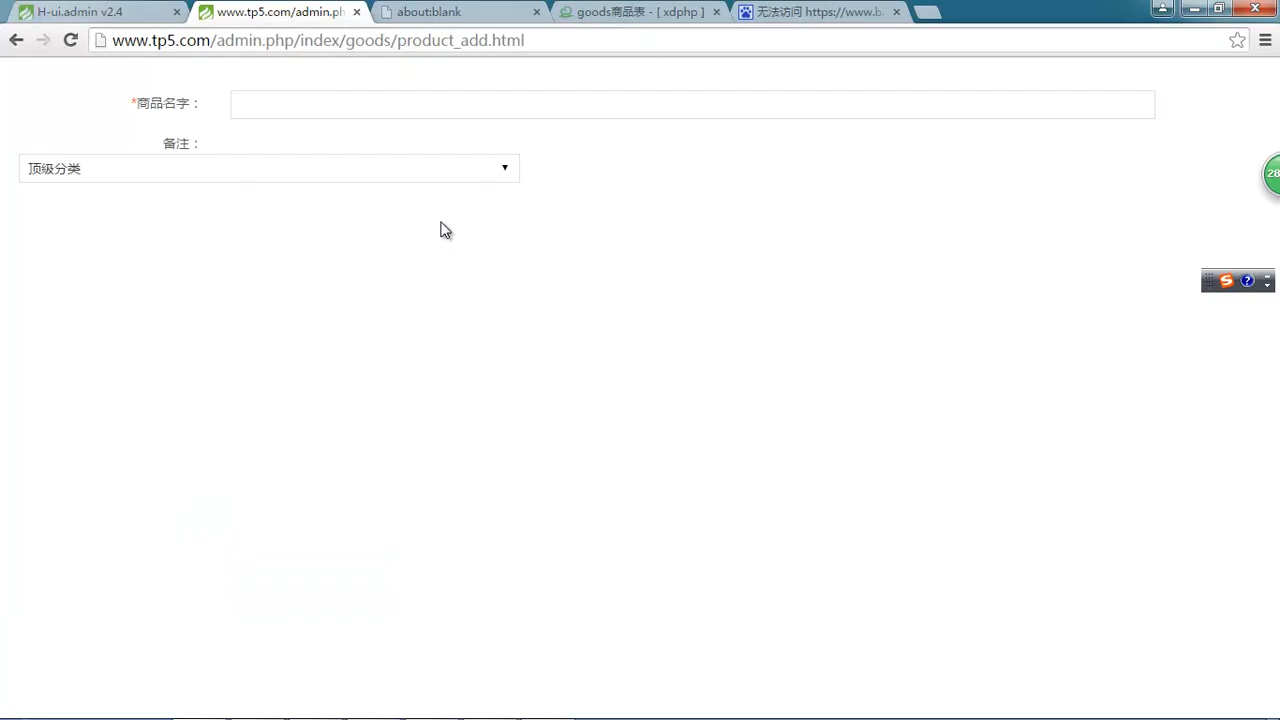 H-ui.admin v2.4
www.tp5.com/admin.ph
about:blank
goods商品表 - [ xdphp ]
无法访问 https://www.b
www.tp5.com/admin.php/index/goods/product_add.html
*商品名字：
备注：
顶级分类
28